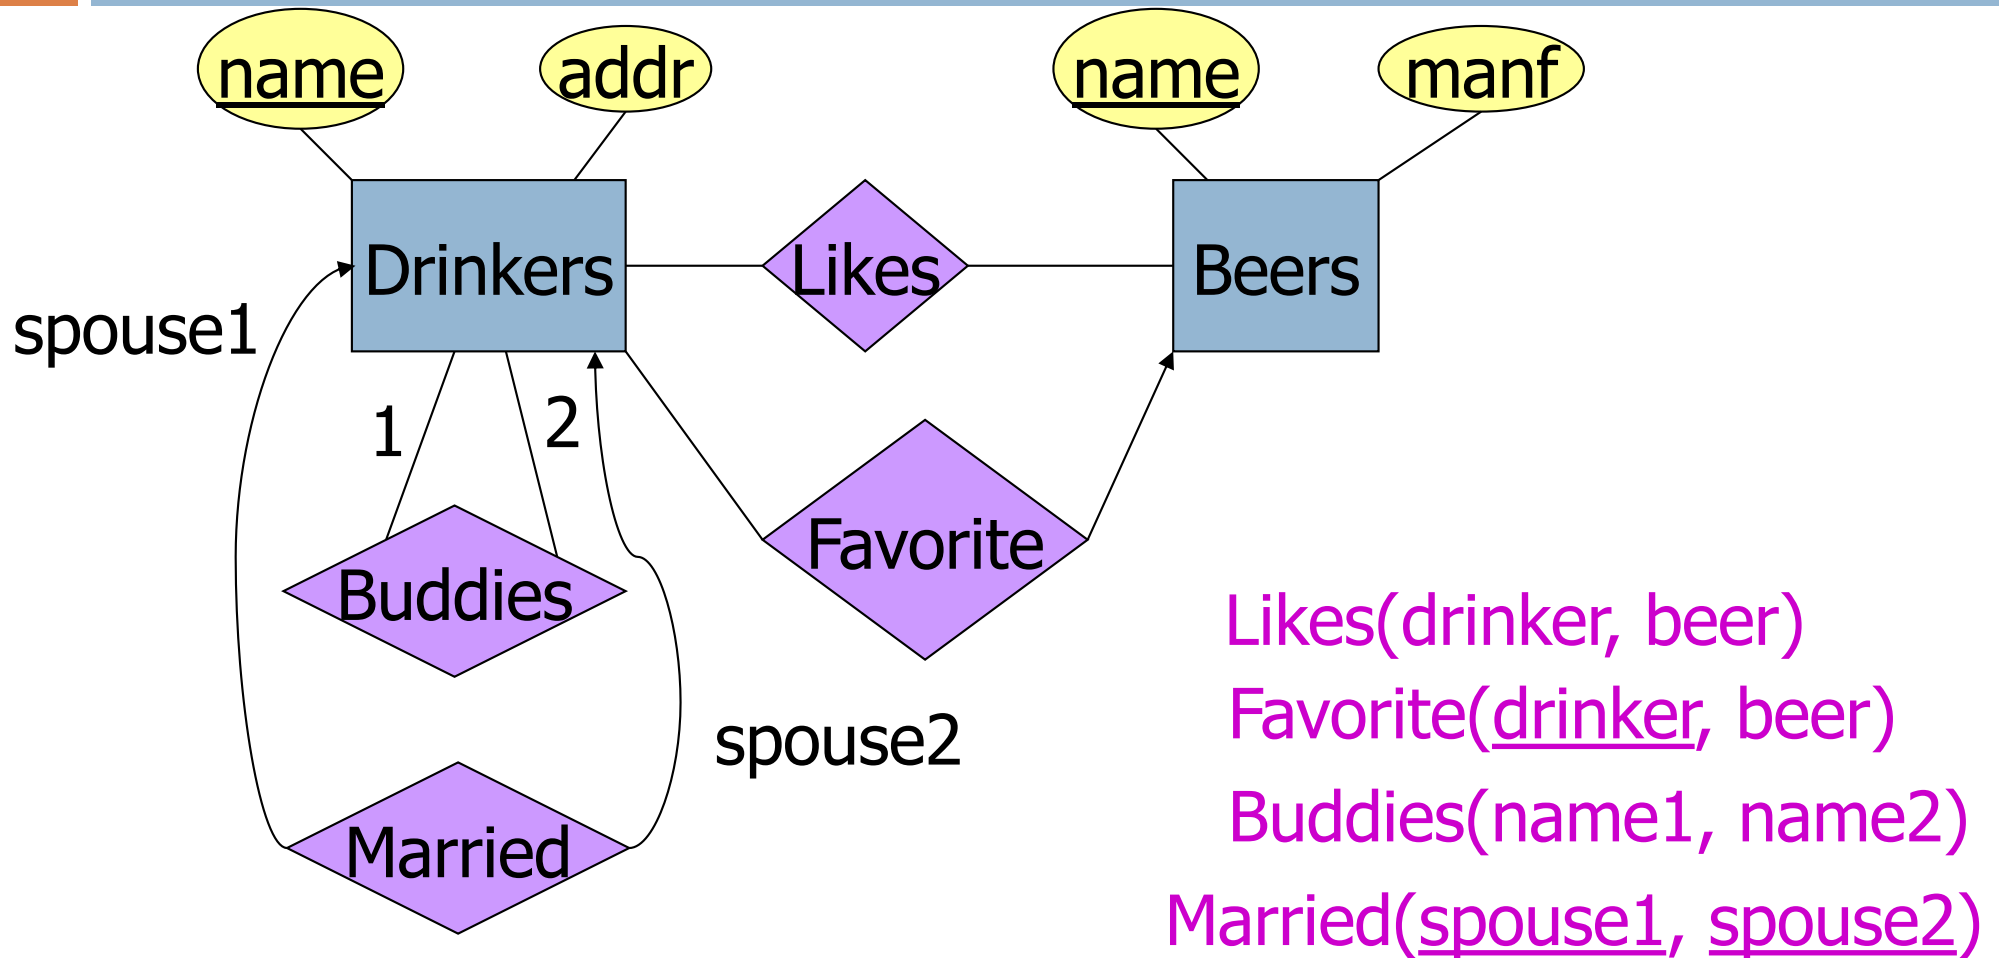 name
addr
name
manf
Drinkers
Likes
Beers
spouse1
1
2
Favorite
Buddies
Likes(drinker, beer)
Favorite(drinker, beer)
spouse2
Buddies(name1, name2)
Married
Married(spouse1, spouse2)